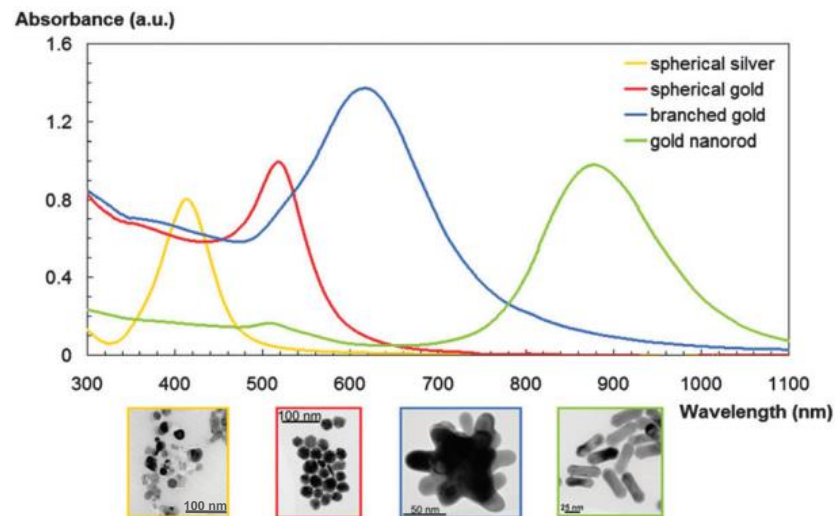 Absorbance (a.u.)
1.6
1.2
0.8
0.4
0
spherical silver
spherical gold
branched gold
gold nanorod
300 400 500 600 700 800 900 1000 1100
Wavelength (nm)
100 nm
100 nm
50 nm
25 nm